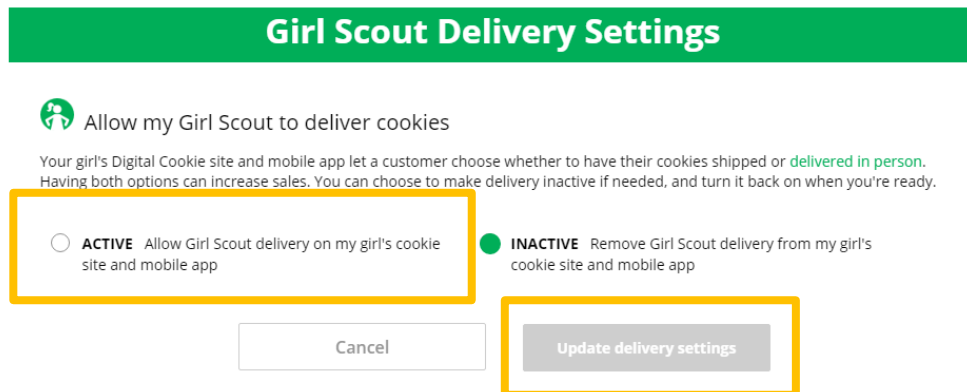 Girl Scout Delivery Settings
Allow my Girl Scout to deliver cookies
Your girl's Digital Cookie site and mobile app let a customer choose whether to have their cookies shipped or delivered in person.
Having both options can increase sales. You can choose to make delivery inactive if needed, and turn it back on when you're ready.
ACTIVE Allow Girl Scout delivery on my girl's cookie
site and mobile app
INACTIVE Remove Girl Scout delivery from my girl's
cookie site and mobile app
Cancel
Update delivery settings